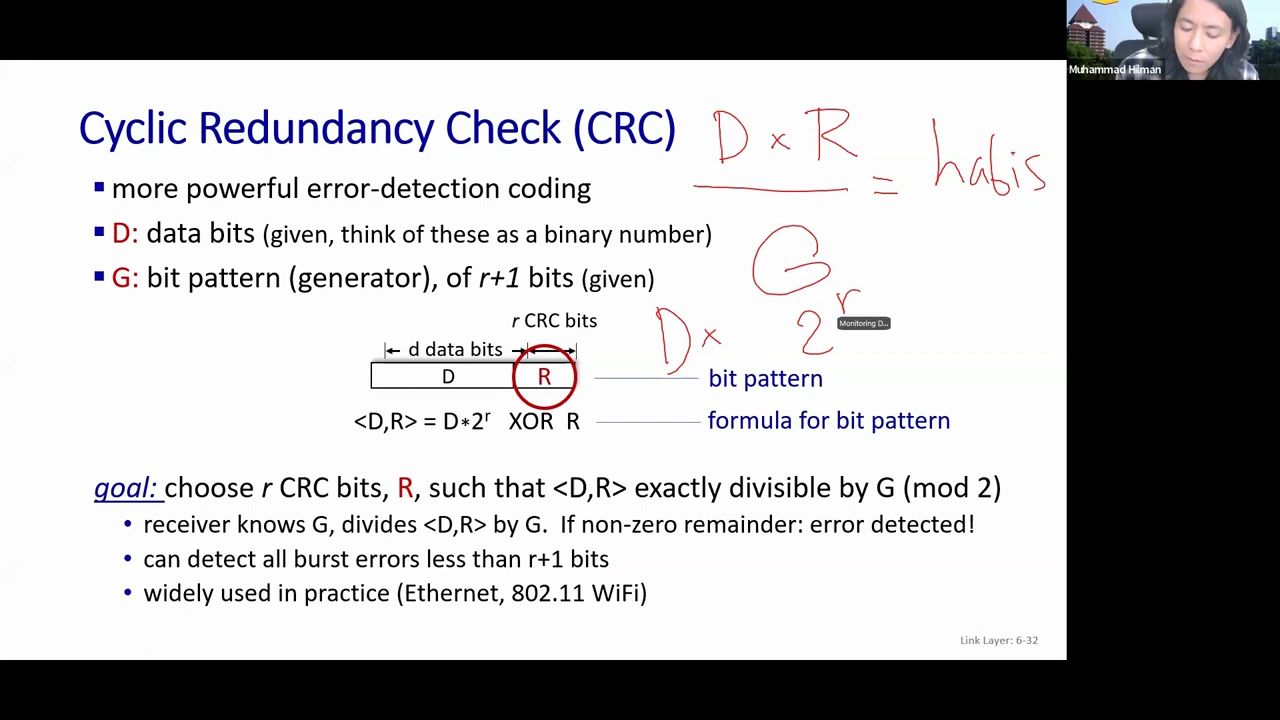 Muhammad Hilman
Cyclic Redundancy Check (CRC)
D x R
= habis
G
▪ more powerful error-detection coding
▪ D: data bits (given, think of these as a binary number)
▪ G: bit pattern (generator), of r+1 bits (given)
D x 2^r
Monitoring D...
r CRC bits
d data bits
D R
bit pattern
<D,R> = D*2^r XOR R
formula for bit pattern
goal: choose r CRC bits, R, such that <D,R> exactly divisible by G (mod 2)
• receiver knows G, divides <D,R> by G. If non-zero remainder: error detected!
• can detect all burst errors less than r+1 bits
• widely used in practice (Ethernet, 802.11 WiFi)
Link Layer: 6-32